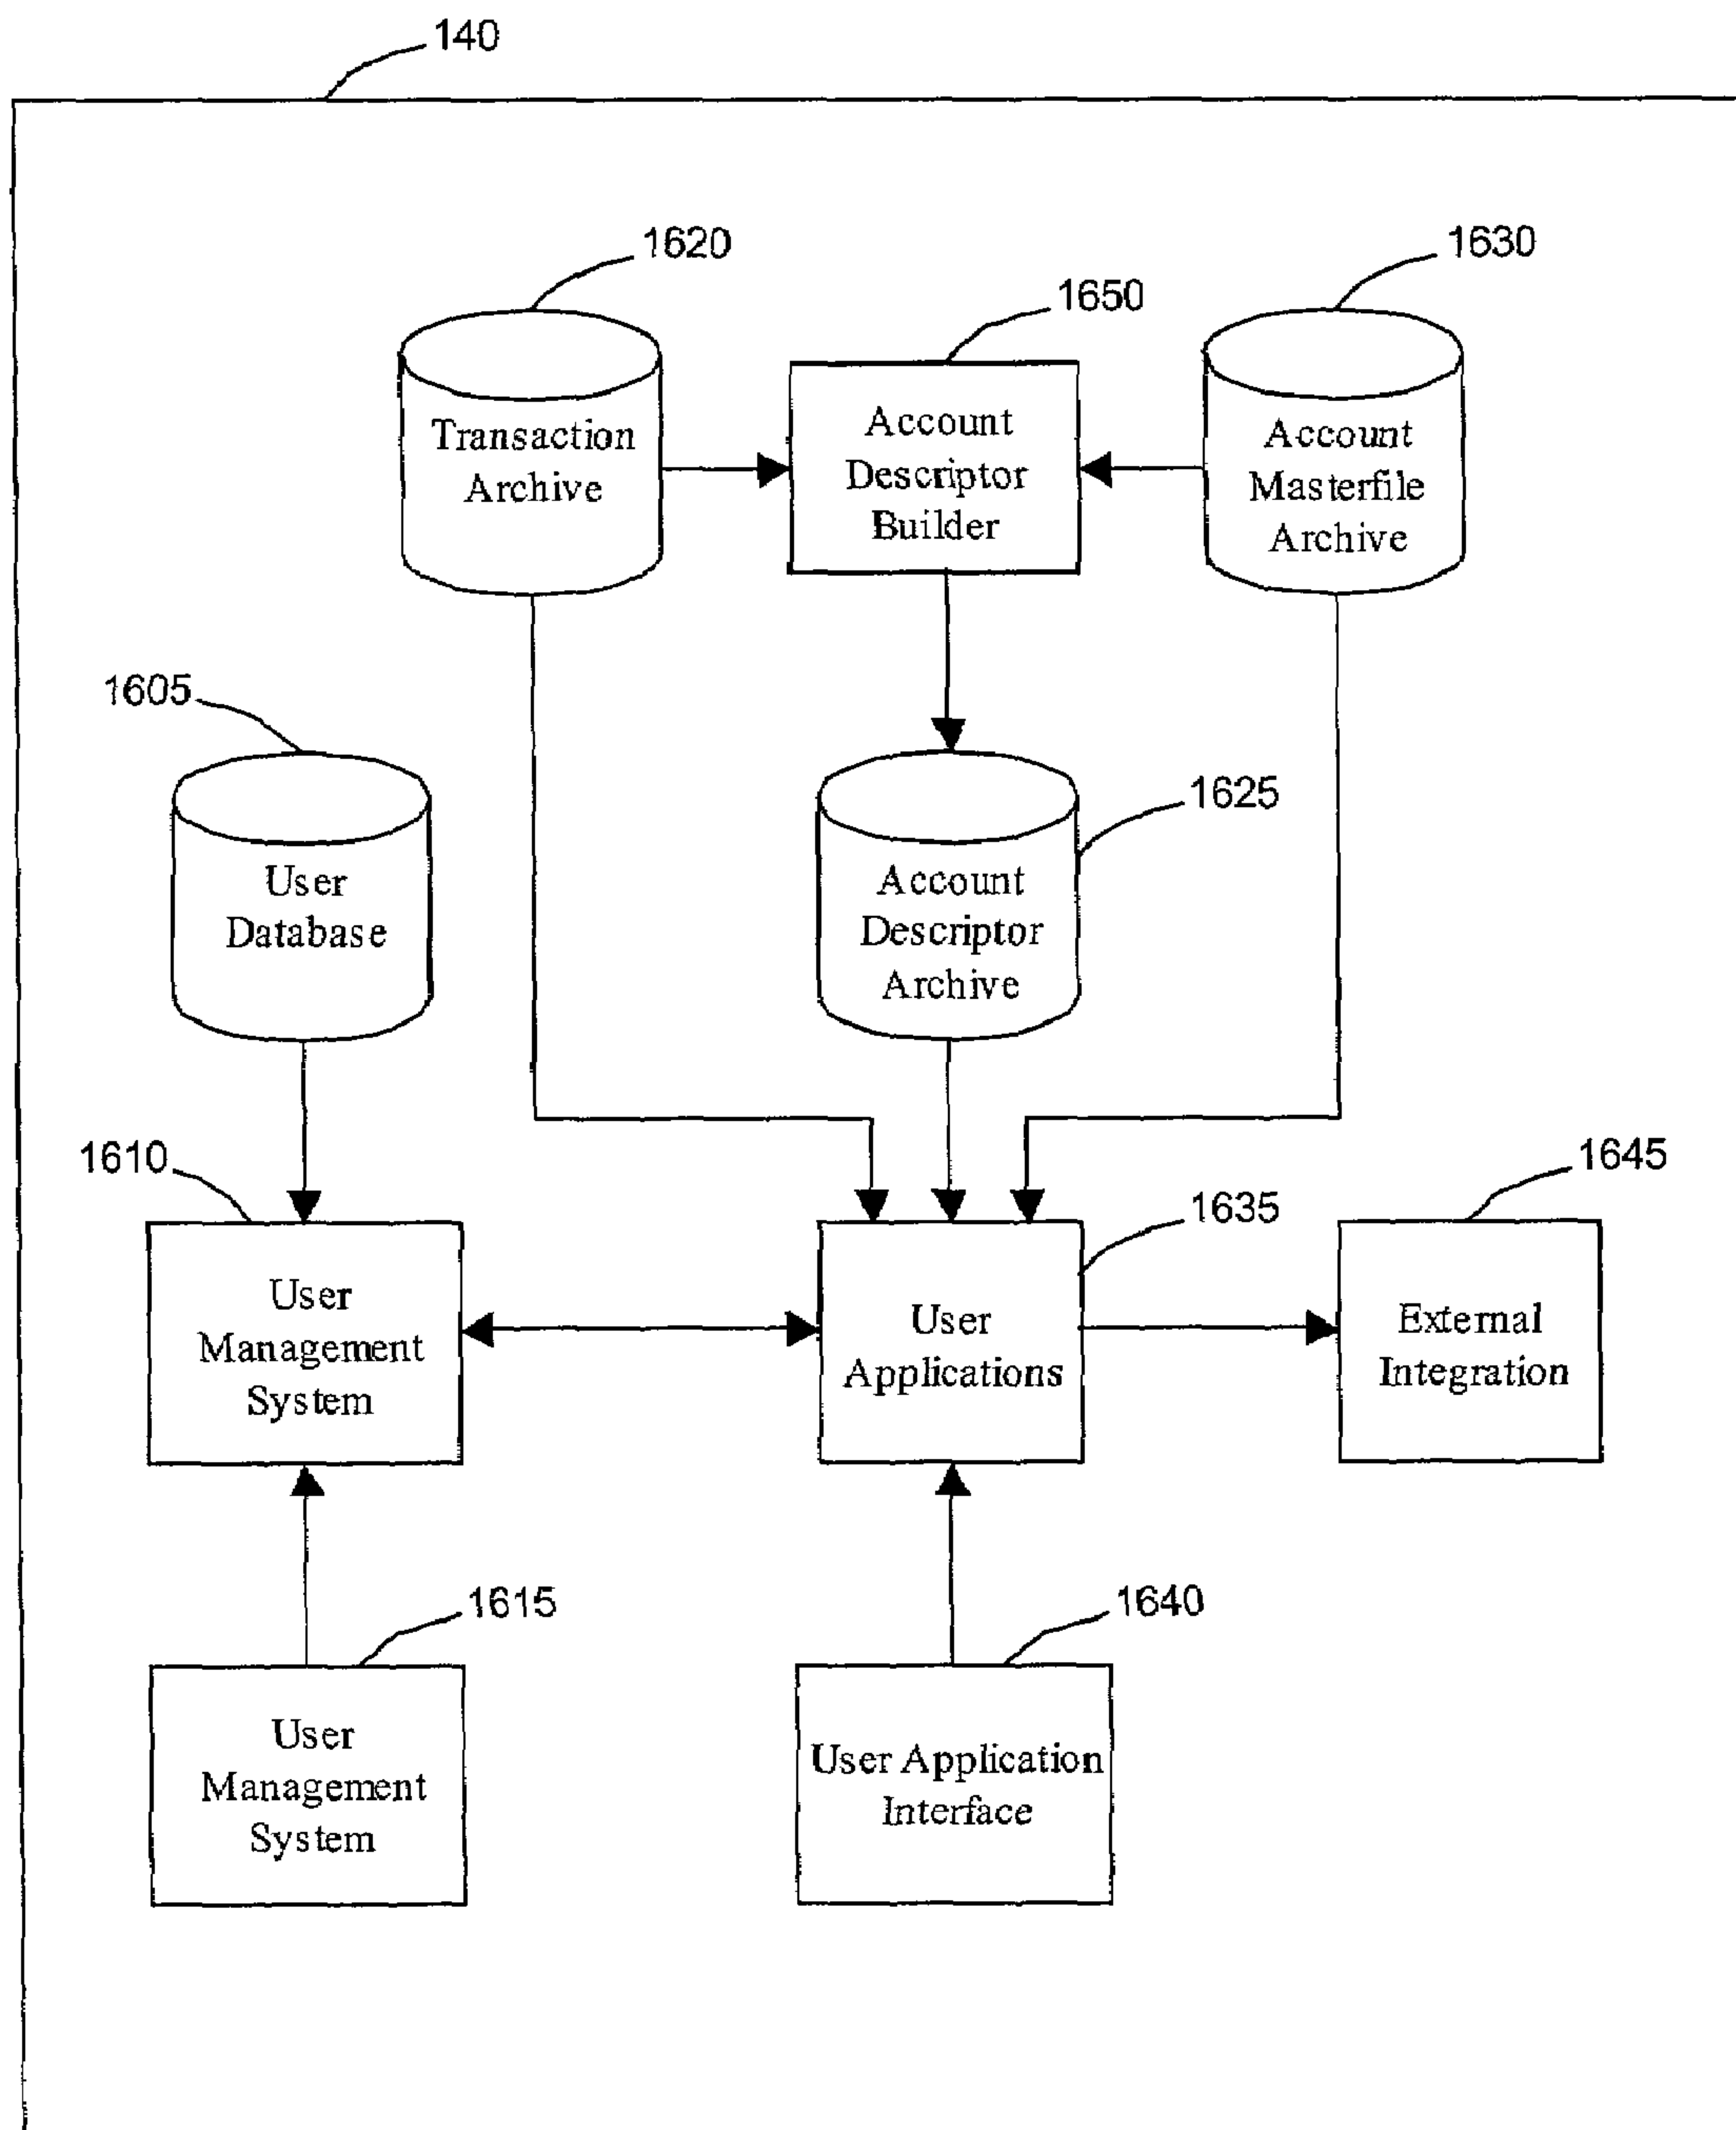 140
1620
1630
1650
Transaction
Archive
Account
Descriptor
Builder
Account
Masterfile
Archive
1605
1625
User
Database
Account
Descriptor
Archive
1610
1645
1635
User
Management
System
User
Applications
External
Integration
1615
1640
User
Management
System
User Application
Interface